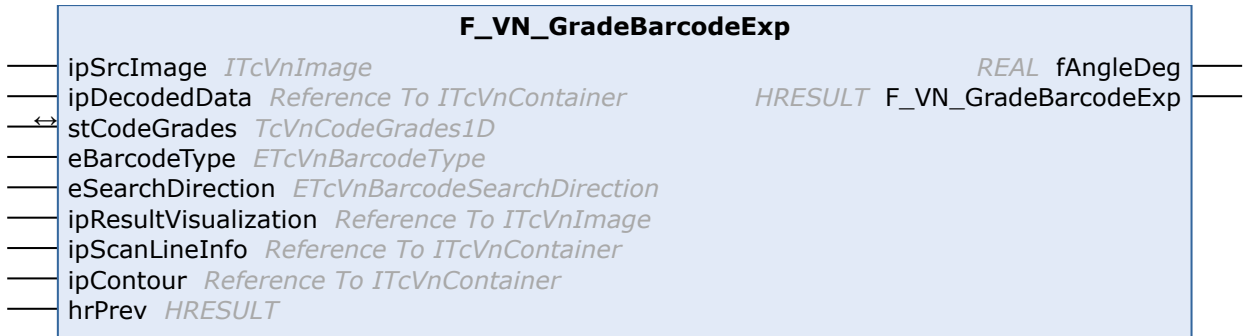 F_VN_GradeBarcodeExp
ipSrcImage ITcVnImage REAL fAngleDeg
ipDecodedData Reference To ITcVnContainer HRESULT F_VN_GradeBarcodeExp
↔ stCodeGrades TcVnCodeGrades1D
eBarcodeType ETcVnBarcodeType
eSearchDirection ETcVnBarcodeSearchDirection
ipResultVisualization Reference To ITcVnImage
ipScanLineInfo Reference To ITcVnContainer
ipContour Reference To ITcVnContainer
hrPrev HRESULT